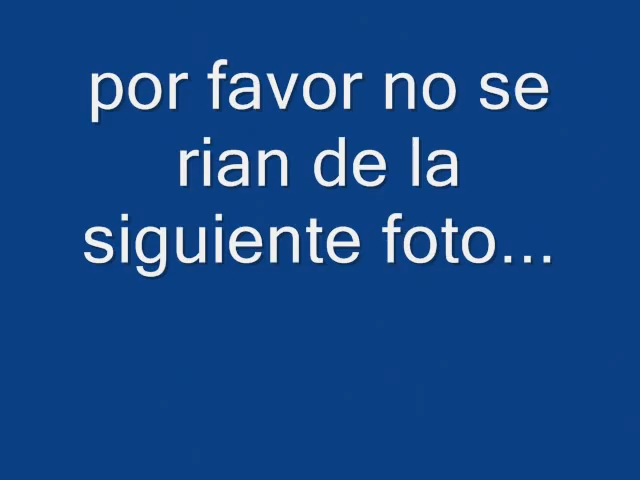 por favor no se
rian de la
siguiente foto...